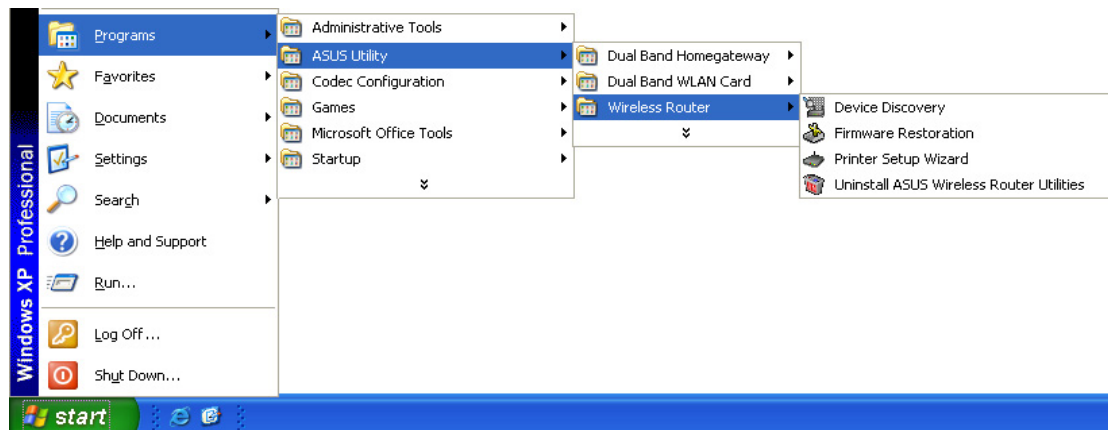 Programs
Favorites
Documents
Settings
Search
Help and Support
Run...
Log Off...
Shut Down...
Windows XP Professional
start
Administrative Tools
ASUS Utility
Codec Configuration
Games
Microsoft Office Tools
Startup
Dual Band Homegateway
Dual Band WLAN Card
Wireless Router
Device Discovery
Firmware Restoration
Printer Setup Wizard
Uninstall ASUS Wireless Router Utilities